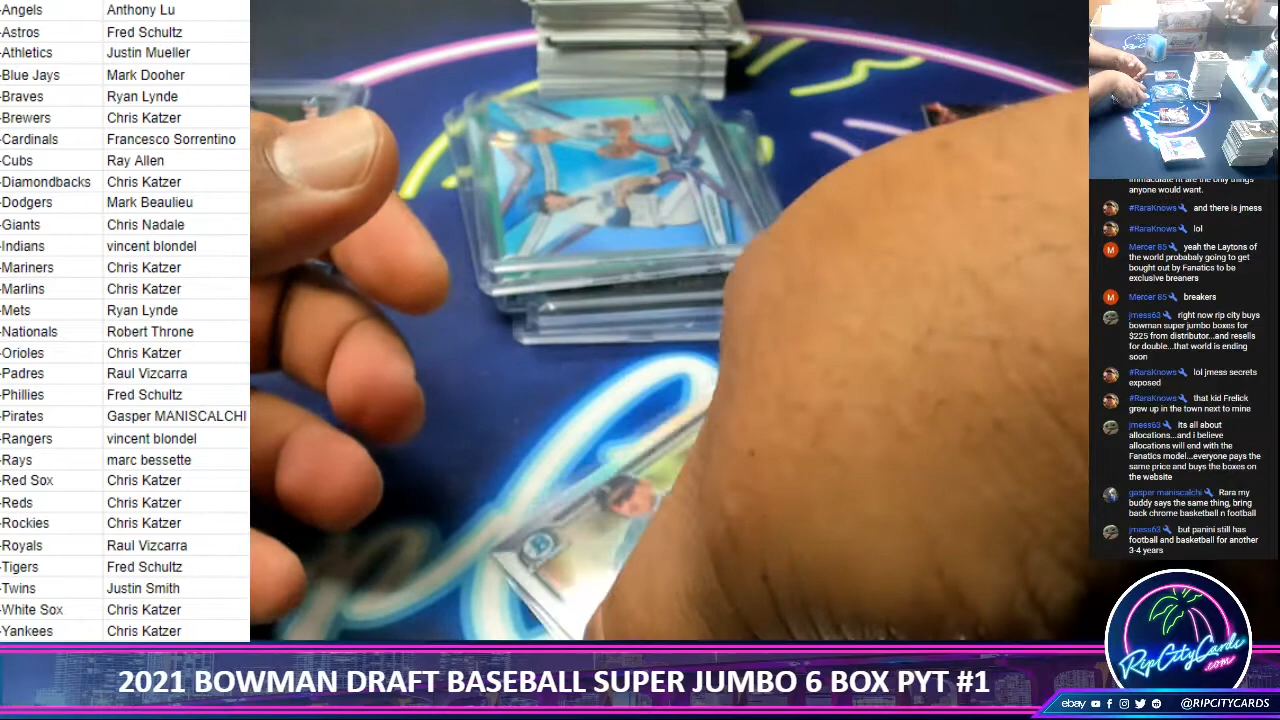 -Angels Anthony Lu
-Astros Fred Schultz
-Athletics Justin Mueller
-Blue Jays Mark Dooher
-Braves Ryan Lynde
-Brewers Chris Katzer
-Cardinals Francesco Sorrentino
-Cubs Ray Allen
-Diamondbacks Chris Katzer
-Dodgers Mark Beaulieu
-Giants Chris Nadale
-Indians vincent blondel
-Mariners Chris Katzer
-Marlins Chris Katzer
-Mets Ryan Lynde
-Nationals Robert Throne
-Orioles Chris Katzer
-Padres Raul Vizcarra
-Phillies Fred Schultz
-Pirates Gasper MANISCALCHI
-Rangers vincent blondel
-Rays marc bessette
-Red Sox Chris Katzer
-Reds Chris Katzer
-Rockies Chris Katzer
-Royals Raul Vizcarra
-Tigers Fred Schultz
-Twins Justin Smith
-White Sox Chris Katzer
-Yankees Chris Katzer
anyone would want.
#RaraKnows and there is jmess
#RaraKnows lol
Mercer 85 yeah the Laytons of
the world probabaly going to get
bought out by Fanatics to be
exclusive breaners
Mercer 85 breakers
jmess63 right now rip city buys
bowman super jumbo boxes for
$225 from distributor...and resells
for double...that world is ending
soon
#RaraKnows lol jmess secrets
exposed
#RaraKnows that kid Frelick
grew up in the town next to mine
jmess63 its all about
allocations...and i believe
allocations will end with the
Fanatics model...everyone pays the
same price and buys the boxes on
the website
gasper maniscalchi Rara my
buddy says the same thing, bring
back chrome basketball n football
jmess63 but panini still has
football and basketball for another
3-4 years
RipCityCards
.com
2021 BOWMAN DRAFT BASEBALL SUPER JUMBO 6 BOX PYT #1
ebay @RIPCITYCARDS